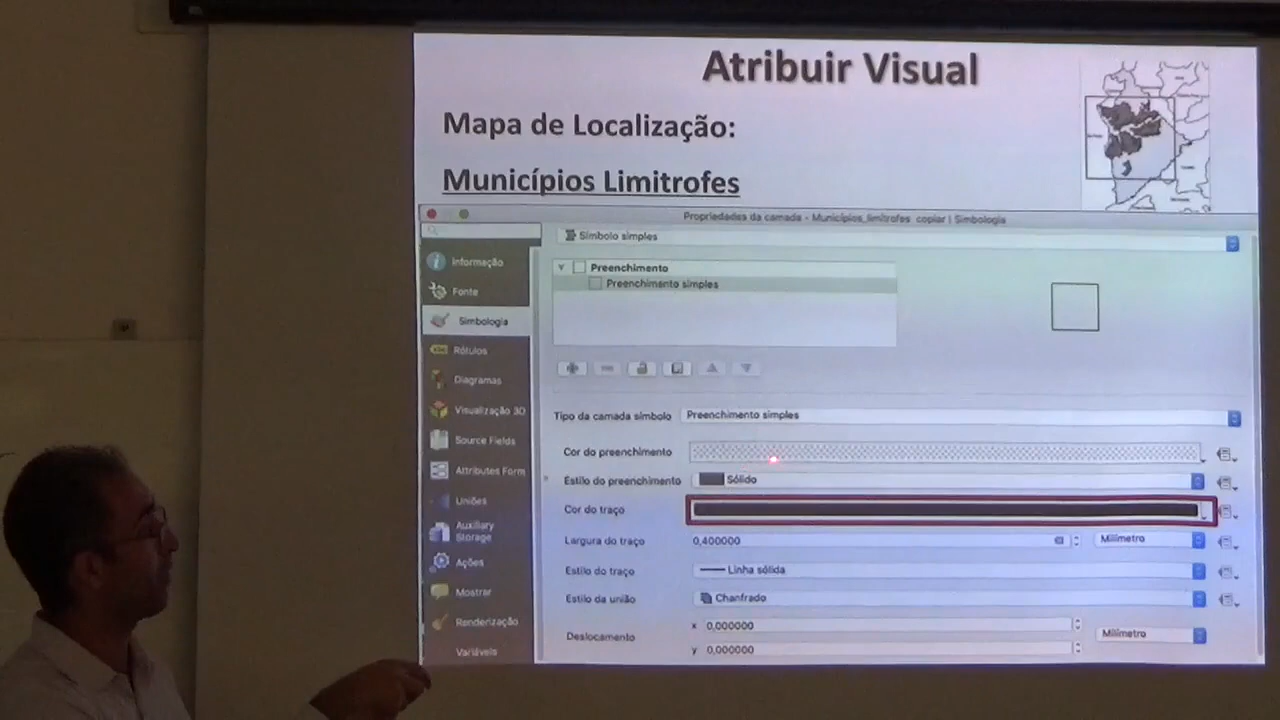 Atribuir Visual
Mapa de Localização:
Municípios Limitrofes
Propriedades da camada - Municípios_limitrofes copiar | Simbologia
Símbolo simples
Informação
Preenchimento
Preenchimento simples
Fonte
Simbologia
Rótulos
Diagramas
Visualização 3D
Source Fields
Attributes Form
Uniões
Auxiliary
Storage
Ações
Mostrar
Renderização
Variáveis
Tipo da camada símbolo Preenchimento simples
Cor do preenchimento
Estilo do preenchimento Sólido
Cor do traço
Largura do traço 0,400000 Milímetro
Estilo do traço Linha sólida
Estilo da união Chanfrado
Deslocamento x 0,000000 Milímetro
y 0,000000